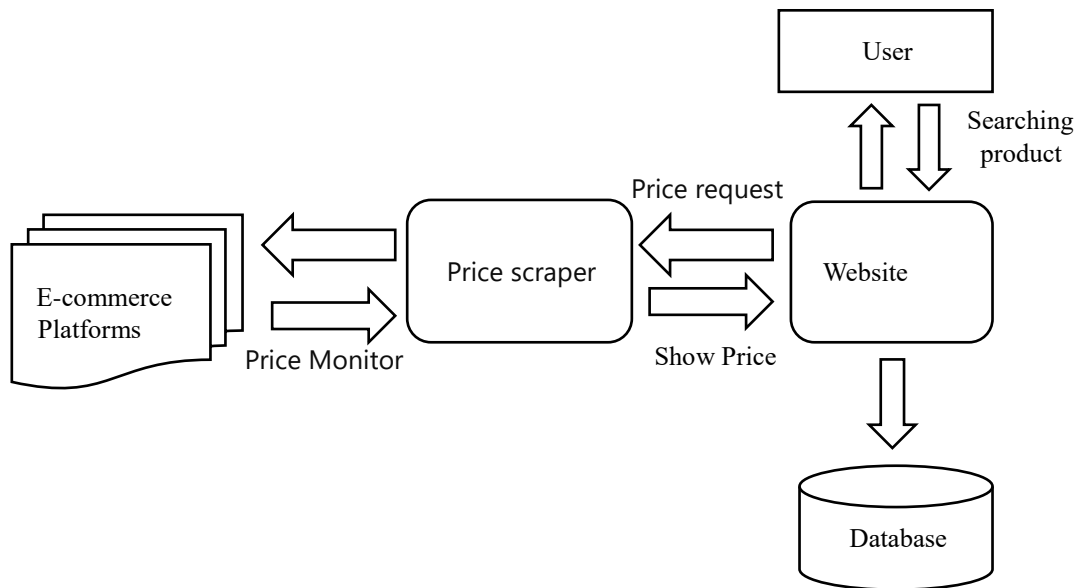 User
Searching
product
Price request
Price scraper
Website
E-commerce
Platforms
Price Monitor
Show Price
Database